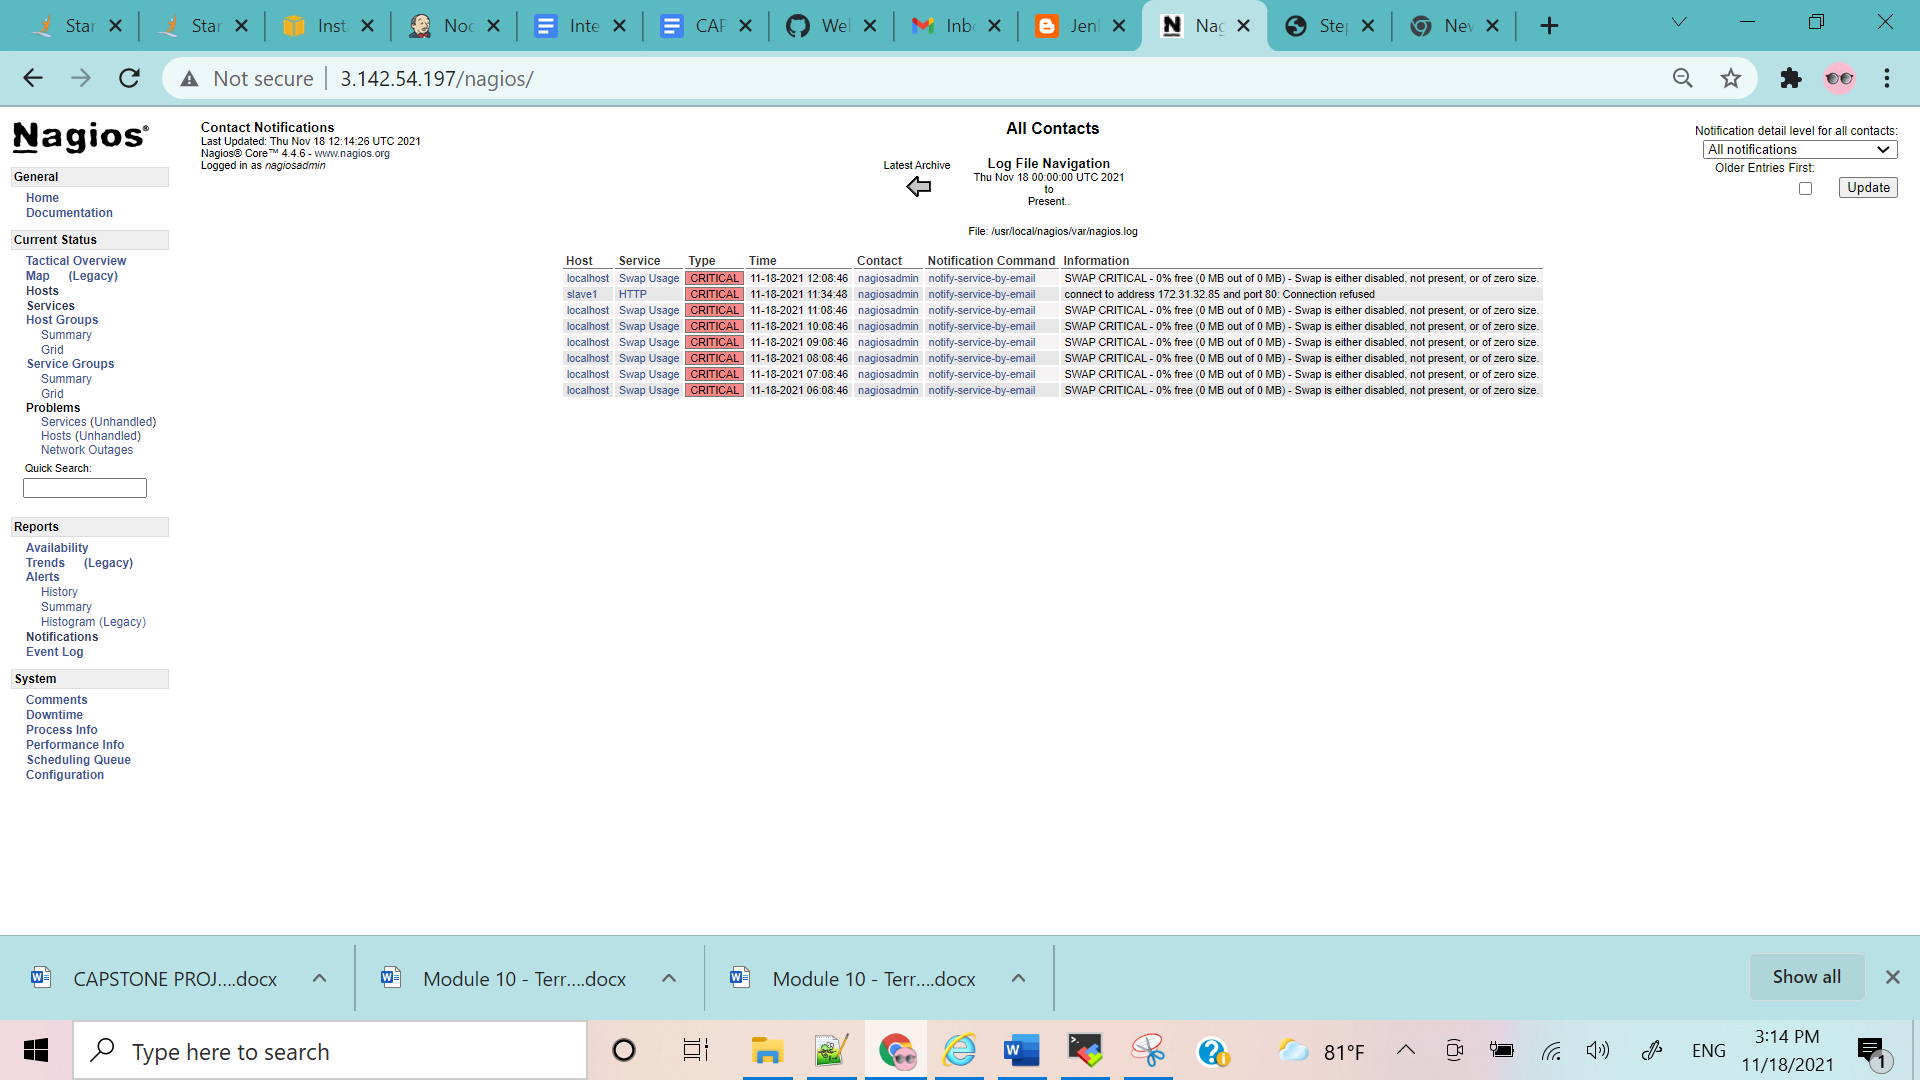 Star
Star
Inst
Noc
Inte
CAP
Wel
Inbo
Jenl
Nag
Step
New
Not secure
3.142.54.197/nagios/
Nagios®
General
Home
Documentation
Current Status
Tactical Overview
Map (Legacy)
Hosts
Services
Host Groups
Summary
Grid
Service Groups
Summary
Grid
Problems
Services (Unhandled)
Hosts (Unhandled)
Network Outages
Quick Search:
Reports
Availability
Trends (Legacy)
Alerts
History
Summary
Histogram (Legacy)
Notifications
Event Log
System
Comments
Downtime
Process Info
Performance Info
Scheduling Queue
Configuration
Contact Notifications
Last Updated: Thu Nov 18 12:14:26 UTC 2021
Nagios® Core™ 4.4.6 - www.nagios.org
Logged in as nagiosadmin
All Contacts
Latest Archive
Log File Navigation
Thu Nov 18 00:00:00 UTC 2021
to
Present..
File: /usr/local/nagios/var/nagios.log
Notification detail level for all contacts:
All notifications
Older Entries First:
Update
Host Service Type Time Contact Notification Command Information
localhost Swap Usage CRITICAL 11-18-2021 12:08:46 nagiosadmin notify-service-by-email SWAP CRITICAL - 0% free (0 MB out of 0 MB) - Swap is either disabled, not present, or of zero size.
slave1 HTTP CRITICAL 11-18-2021 11:34:48 nagiosadmin notify-service-by-email connect to address 172.31.32.85 and port 80: Connection refused
localhost Swap Usage CRITICAL 11-18-2021 11:08:46 nagiosadmin notify-service-by-email SWAP CRITICAL - 0% free (0 MB out of 0 MB) - Swap is either disabled, not present, or of zero size.
localhost Swap Usage CRITICAL 11-18-2021 10:08:46 nagiosadmin notify-service-by-email SWAP CRITICAL - 0% free (0 MB out of 0 MB) - Swap is either disabled, not present, or of zero size.
localhost Swap Usage CRITICAL 11-18-2021 09:08:46 nagiosadmin notify-service-by-email SWAP CRITICAL - 0% free (0 MB out of 0 MB) - Swap is either disabled, not present, or of zero size.
localhost Swap Usage CRITICAL 11-18-2021 08:08:46 nagiosadmin notify-service-by-email SWAP CRITICAL - 0% free (0 MB out of 0 MB) - Swap is either disabled, not present, or of zero size.
localhost Swap Usage CRITICAL 11-18-2021 07:08:46 nagiosadmin notify-service-by-email SWAP CRITICAL - 0% free (0 MB out of 0 MB) - Swap is either disabled, not present, or of zero size.
localhost Swap Usage CRITICAL 11-18-2021 06:08:46 nagiosadmin notify-service-by-email SWAP CRITICAL - 0% free (0 MB out of 0 MB) - Swap is either disabled, not present, or of zero size.
CAPSTONE PROJ....docx
Module 10 - Terr....docx
Module 10 - Terr....docx
Show all
Type here to search
81°F
ENG
3:14 PM
11/18/2021
1